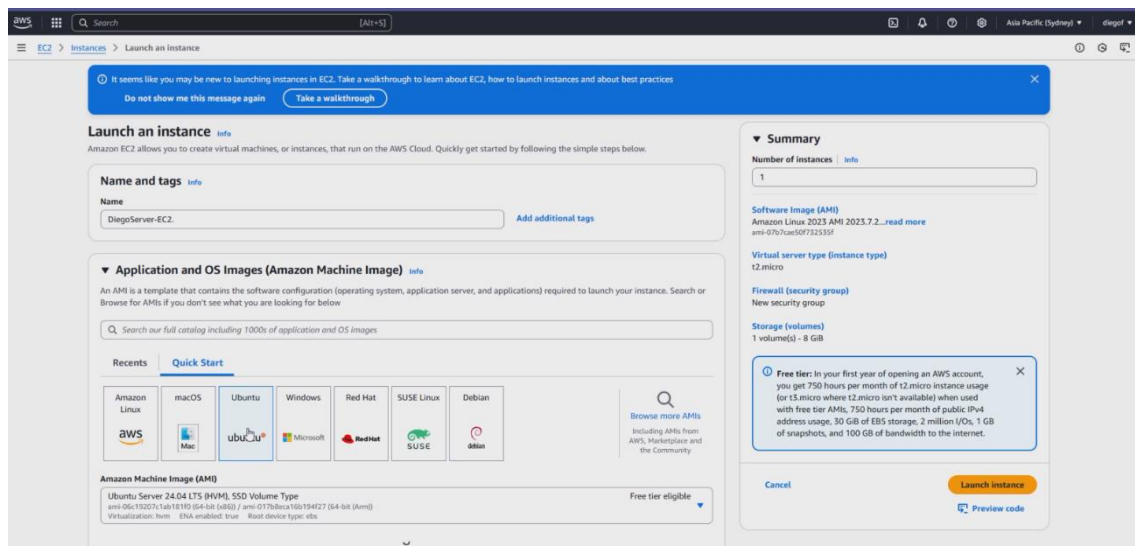 aws
Search [Alt+S]
Asia Pacific (Sydney)
diegof
EC2 > Instances > Launch an instance
It seems like you may be new to launching instances in EC2. Take a walkthrough to learn about EC2, how to launch instances and about best practices
Do not show me this message again
Take a walkthrough
Launch an instance Info
Amazon EC2 allows you to create virtual machines, or instances, that run on the AWS Cloud. Quickly get started by following the simple steps below.
Name and tags Info
Name
DiegoServer-EC2.
Add additional tags
Application and OS Images (Amazon Machine Image) Info
An AMI is a template that contains the software configuration (operating system, application server, and applications) required to launch your instance. Search or
Browse for AMIs if you don't see what you are looking for below
Search our full catalog including 1000s of application and OS images
Recents
Quick Start
Amazon
Linux
aws
macOS
Mac
Ubuntu
ubuntu
Windows
Microsoft
Red Hat
RedHat
SUSE Linux
SUSE
Debian
debian
Browse more AMIs
Including AMIs from
AWS, Marketplace and
the Community
Amazon Machine Image (AMI)
Ubuntu Server 24.04 LTS (HVM), SSD Volume Type
ami-06c19207c1ab181f0 (64-bit (x86)) / ami-017b8eca16b194f27 (64-bit (Arm))
Virtualization: hvm ENA enabled: true Root device type: ebs
Free tier eligible
Summary
Number of instances Info
1
Software Image (AMI)
Amazon Linux 2023 AMI 2023.7.2...read more
ami-07b7cae50f732535f
Virtual server type (instance type)
t2.micro
Firewall (security group)
New security group
Storage (volumes)
1 volume(s) - 8 GiB
Free tier: In your first year of opening an AWS account,
you get 750 hours per month of t2.micro instance usage
(or t3.micro where t2.micro isn't available) when used
with free tier AMIs, 750 hours per month of public IPv4
address usage, 30 GiB of EBS storage, 2 million I/Os, 1 GB
of snapshots, and 100 GB of bandwidth to the internet.
Cancel
Launch instance
Preview code